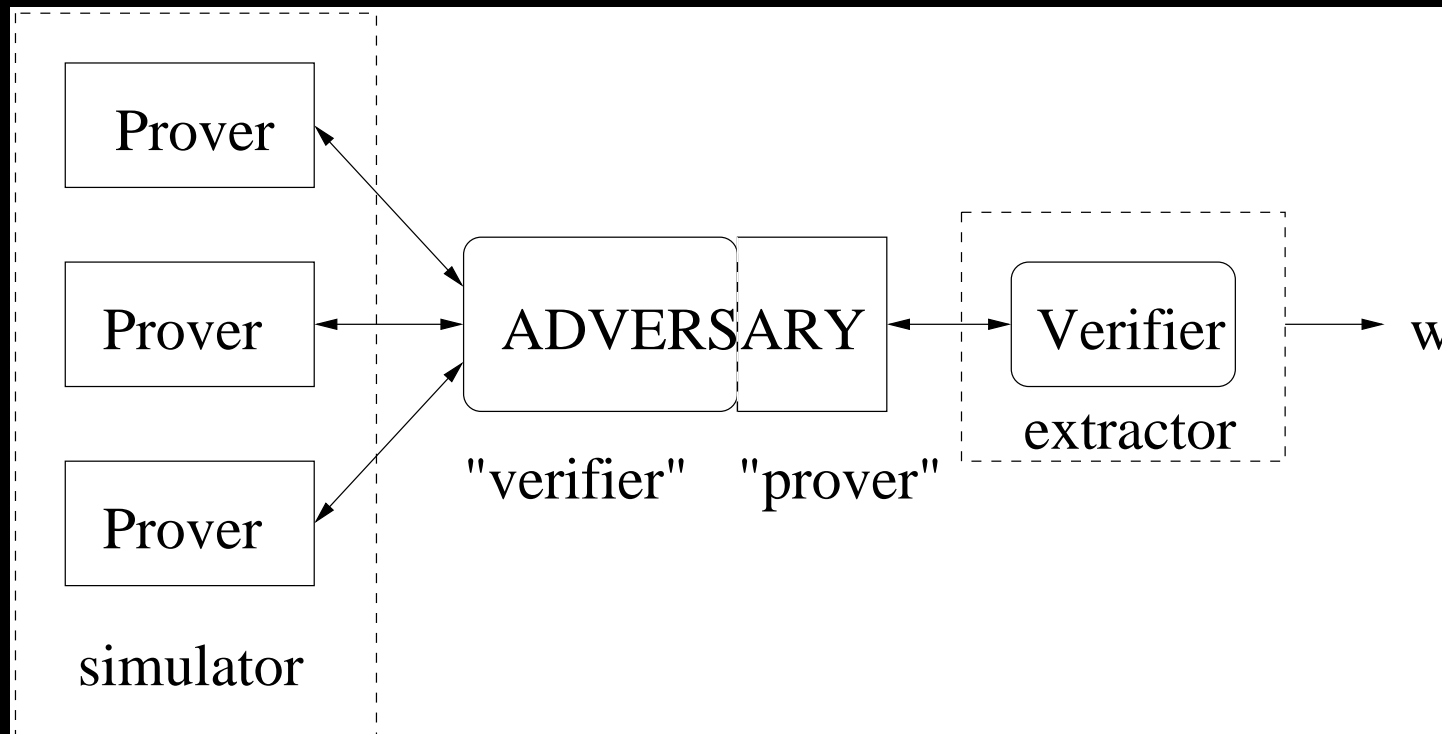 Prover
Prover
ADVERSARY
Verifier
w
extractor
"verifier" "prover"
Prover
simulator